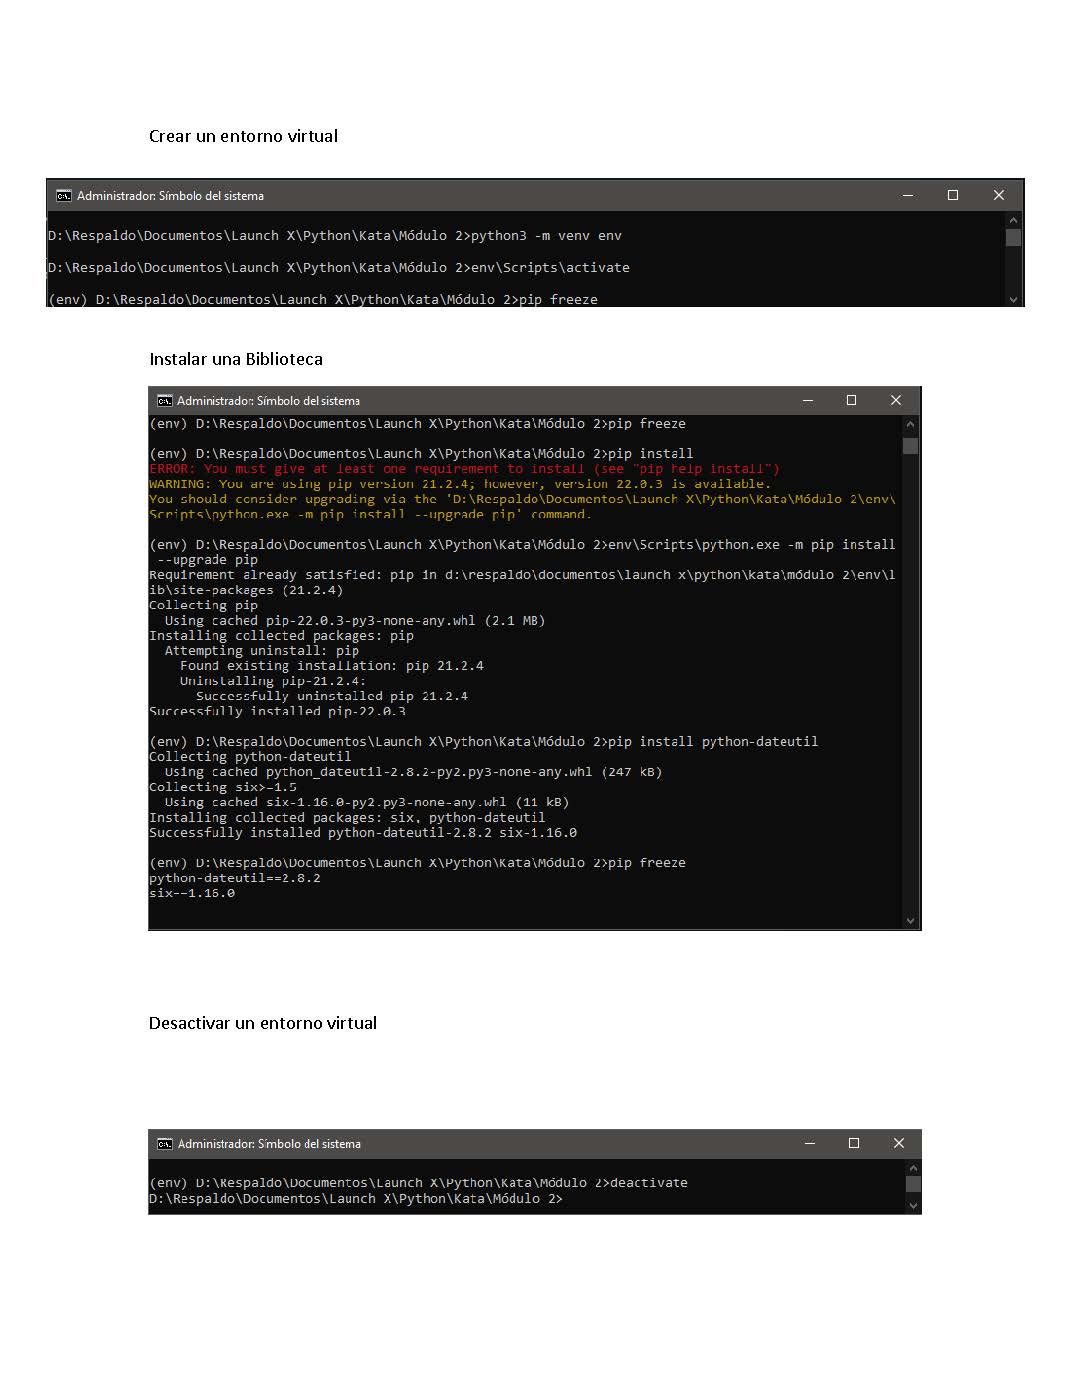 Crear un entorno virtual
Administrador: Símbolo del sistema
D:\Respaldo\Documentos\Launch X\Python\Kata\Módulo 2>python3 -m venv env
D:\Respaldo\Documentos\Launch X\Python\Kata\Módulo 2>env\Scripts\activate
(env) D:\Respaldo\Documentos\Launch X\Python\Kata\Módulo 2>pip freeze
Instalar una Biblioteca
Administrador: Símbolo del sistema
(env) D:\Respaldo\Documentos\Launch X\Python\Kata\Módulo 2>pip freeze
(env) D:\Respaldo\Documentos\Launch X\Python\Kata\Módulo 2>pip install
ERROR: You must give at least one requirement to install (see "pip help install")
WARNING: You are using pip version 21.2.4; however, version 22.0.3 is available.
You should consider upgrading via the 'D:\Respaldo\Documentos\Launch X\Python\Kata\Módulo 2\env\
Scripts\python.exe -m pip install --upgrade pip' command.
(env) D:\Respaldo\Documentos\Launch X\Python\Kata\Módulo 2>env\Scripts\python.exe -m pip install
--upgrade pip
Requirement already satisfied: pip in d:\respaldo\documentos\launch x\python\kata\módulo 2\env\l
ib\site-packages (21.2.4)
Collecting pip
Using cached pip-22.0.3-py3-none-any.whl (2.1 MB)
Installing collected packages: pip
Attempting uninstall: pip
Found existing installation: pip 21.2.4
Uninstalling pip-21.2.4:
Successfully uninstalled pip-21.2.4
Successfully installed pip-22.0.3
(env) D:\Respaldo\Documentos\Launch X\Python\Kata\Módulo 2>pip install python-dateutil
Collecting python-dateutil
Using cached python_dateutil-2.8.2-py2.py3-none-any.whl (247 kB)
Collecting six>=1.5
Using cached six-1.16.0-py2.py3-none-any.whl (11 kB)
Installing collected packages: six, python-dateutil
Successfully installed python-dateutil-2.8.2 six-1.16.0
(env) D:\Respaldo\Documentos\Launch X\Python\Kata\Módulo 2>pip freeze
python-dateutil==2.8.2
six==1.16.0
Desactivar un entorno virtual
Administrador: Símbolo del sistema
(env) D:\Respaldo\Documentos\Launch X\Python\Kata\Módulo 2>deactivate
D:\Respaldo\Documentos\Launch X\Python\Kata\Módulo 2>